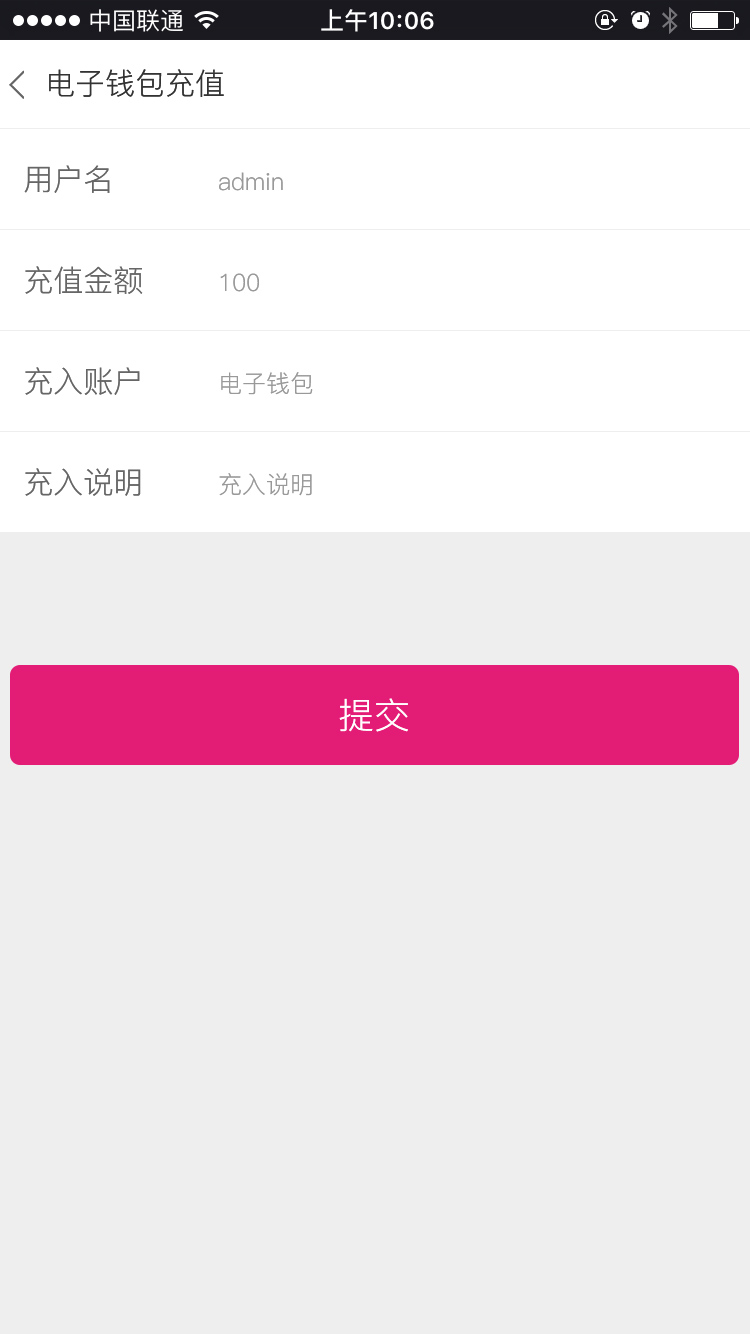 中国联通 上午10:06
电子钱包充值
用户名 admin
充值金额 100
充入账户 电子钱包
充入说明 充入说明
提交